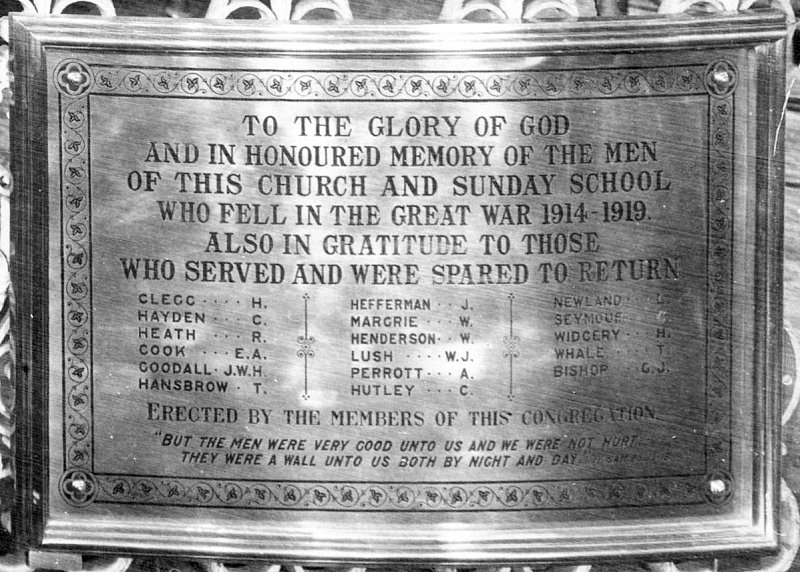 TO THE GLORY OF GOD
AND IN HONOURED MEMORY OF THE MEN
OF THIS CHURCH AND SUNDAY SCHOOL
WHO FELL IN THE GREAT WAR 1914-1919.
ALSO IN GRATITUDE TO THOSE
WHO SERVED AND WERE SPARED TO RETURN
CLEGG ···· H.
HAYDEN ···· C.
HEATH ··· R.
COOK ···· E.A.
GOODALL · J.W.H.
HANSBROW · T.
HEFFERMAN ·· J.
MARGRIE ··· W.
HENDERSON ·· W.
LUSH ···· W.J.
PERROTT ··· A.
HUTLEY ··· C.
NEWLAND L.
SEYMOUR
WIDGERY · H.
WHALE ··· T.
BISHOP ··· G.J.
ERECTED BY THE MEMBERS OF THIS CONGREGATION.
"BUT THE MEN WERE VERY GOOD UNTO US AND WE WERE NOT HURT
THEY WERE A WALL UNTO US BOTH BY NIGHT AND DAY."